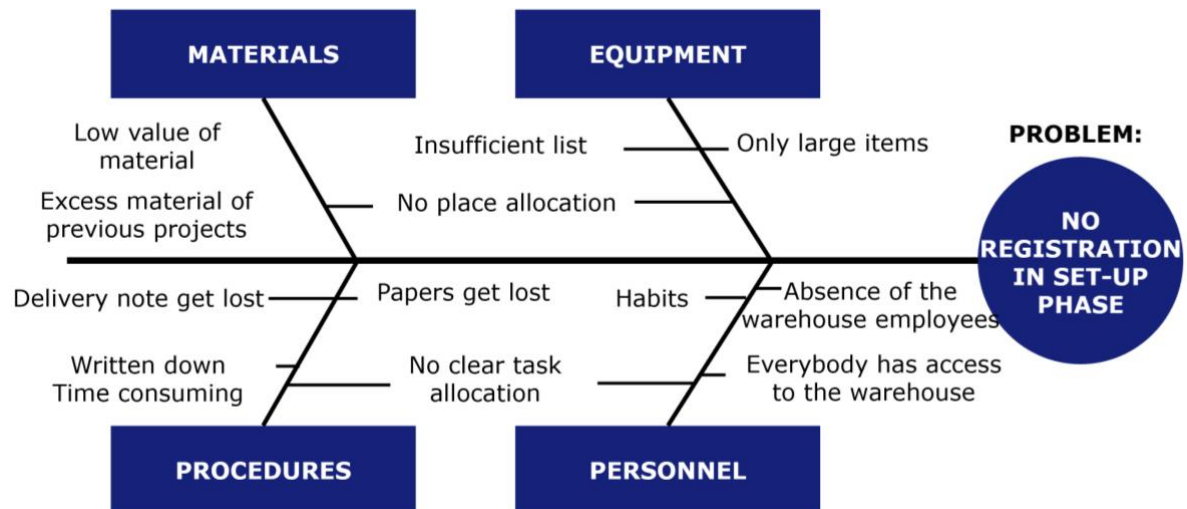 MATERIALS
EQUIPMENT
PROBLEM:
Low value of
material
Insufficient list
Only large items
Excess material of
previous projects
No place allocation
NO
REGISTRATION
IN SET-UP
PHASE
Delivery note get lost
Papers get lost
Habits
Absence of the
warehouse employees
Written down
Time consuming
No clear task
allocation
Everybody has access
to the warehouse
PROCEDURES
PERSONNEL